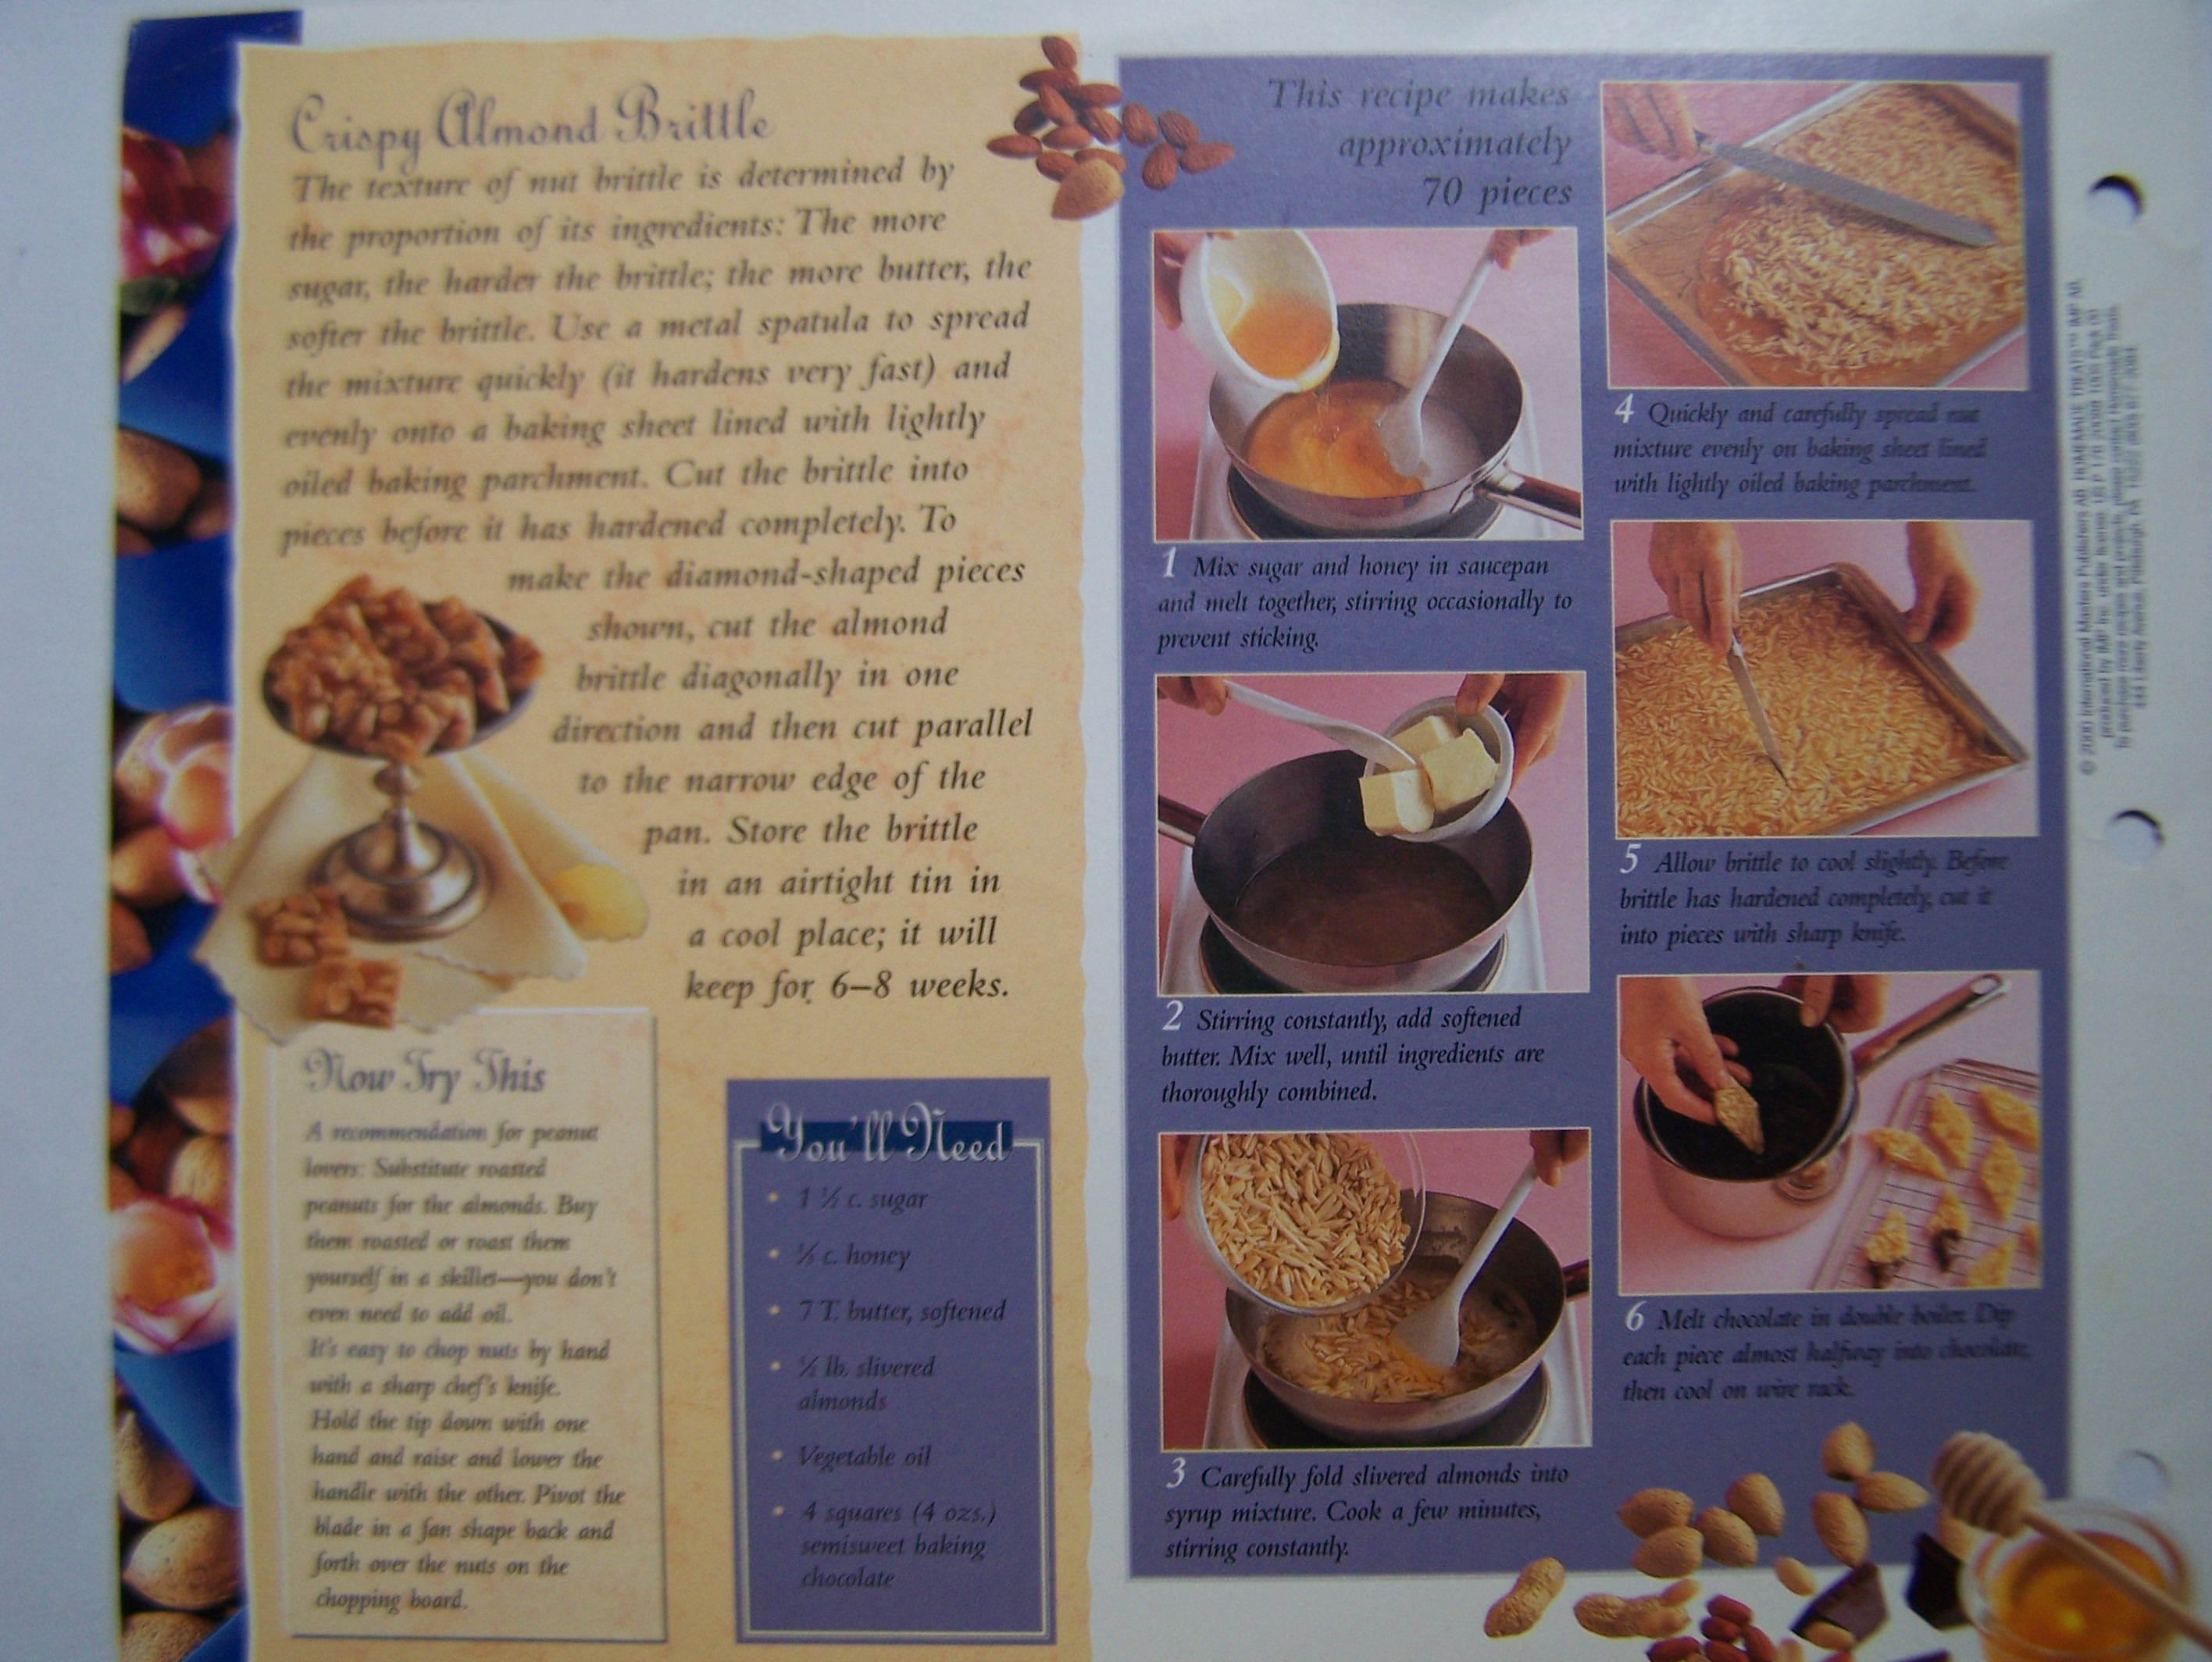 Crispy Almond Brittle
The texture of nut brittle is determined by
the proportion of its ingredients: The more
sugar, the harder the brittle; the more butter, the
softer the brittle. Use a metal spatula to spread
the mixture quickly (it hardens very fast) and
evenly onto a baking sheet lined with lightly
oiled baking parchment. Cut the brittle into
pieces before it has hardened completely. To
make the diamond-shaped pieces
shown, cut the almond
brittle diagonally in one
direction and then cut parallel
to the narrow edge of the
pan. Store the brittle
in an airtight tin in
a cool place; it will
keep for 6–8 weeks.
Now Try This
A recommendation for peanut
lovers: Substitute roasted
peanuts for the almonds. Buy
them roasted or roast them
yourself in a skillet—you don't
even need to add oil.
It's easy to chop nuts by hand
with a sharp chef's knife.
Hold the tip down with one
hand and raise and lower the
handle with the other. Pivot the
blade in a fan shape back and
forth over the nuts on the
chopping board.
You'll Need
• 1 c. sugar
• c. honey
• 7 T. butter, softened
• lb. slivered
almonds
• Vegetable oil
• 4 squares (4 ozs.)
semisweet baking
chocolate
This recipe makes
approximately
70 pieces
1 Mix sugar and honey in saucepan
and melt together, stirring occasionally to
prevent sticking.
2 Stirring constantly, add softened
butter. Mix well, until ingredients are
thoroughly combined.
3 Carefully fold slivered almonds into
syrup mixture. Cook a few minutes,
stirring constantly.
4 Quickly and carefully spread nut
mixture evenly on baking sheet lined
with lightly oiled baking parchment.
5 Allow brittle to cool slightly. Before
brittle has hardened completely, cut it
into pieces with sharp knife.
6 Melt chocolate in double boiler. Dip
each piece almost halfway into chocolate,
then cool on wire rack.
International Masters Publishers AB